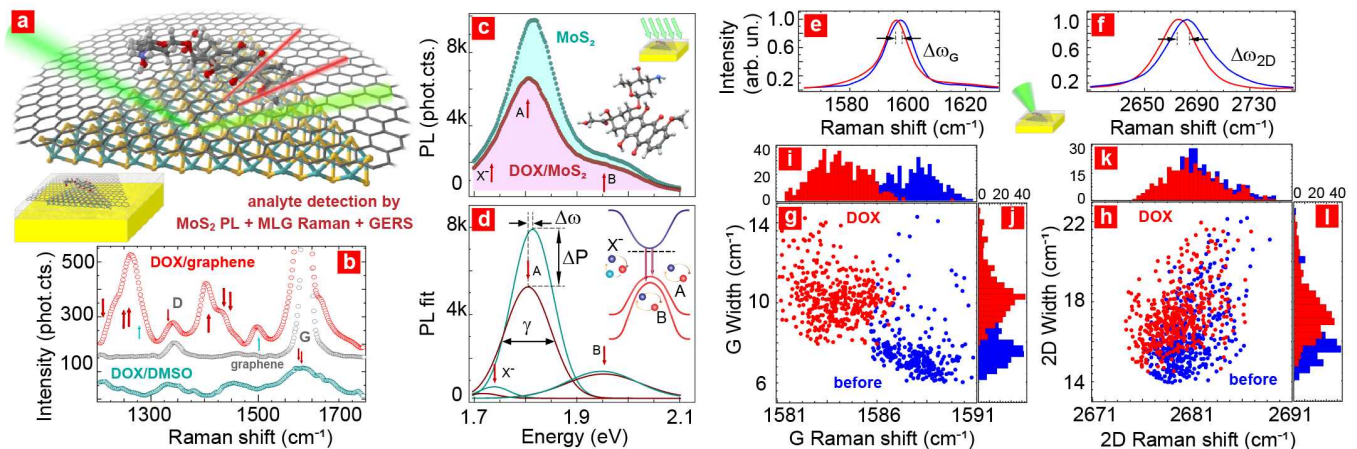 a
analyte detection by
MoS₂ PL + MLG Raman + GERS
b
Intensity (phot.cts.)
500
300
100
DOX/graphene
D
G
graphene
DOX/DMSO
1300
1500
1700
Raman shift (cm⁻¹)
c
PL (phot.cts.)
8k
4k
0
MoS₂
A
X⁻
DOX/MoS₂
B
d
PL fit
8k
4k
0
Δω
ΔP
A
γ
X⁻
B
X⁻
A
B
1.7
1.9
2.1
Energy (eV)
e
Intensity
(arb. un.)
1.0
0.6
0.2
Δω_G
1580
1600
1620
Raman shift (cm⁻¹)
f
1.0
0.6
0.2
Δω_2D
2650
2690
2730
Raman shift (cm⁻¹)
i
40
20
0
0 20 40
g
DOX
j
G Width (cm⁻¹)
14
12
10
8
6
before
1581
1586
1591
G Raman shift (cm⁻¹)
k
30
15
0
0 20 40
h
DOX
l
2D Width (cm⁻¹)
22
20
18
16
14
before
2671
2681
2691
2D Raman shift (cm⁻¹)